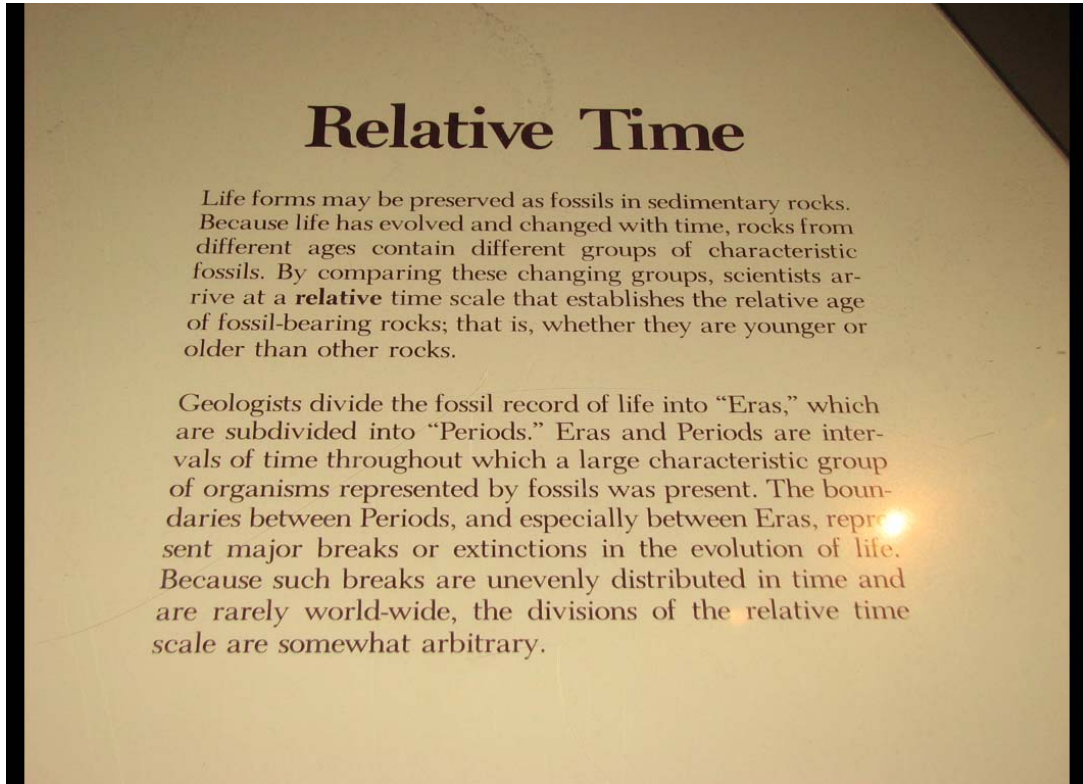 Relative Time
Life forms may be preserved as fossils in sedimentary rocks.
Because life has evolved and changed with time, rocks from
different ages contain different groups of characteristic
fossils. By comparing these changing groups, scientists ar-
rive at a relative time scale that establishes the relative age
of fossil-bearing rocks; that is, whether they are younger or
older than other rocks.
Geologists divide the fossil record of life into “Eras,” which
are subdivided into “Periods.” Eras and Periods are inter-
vals of time throughout which a large characteristic group
of organisms represented by fossils was present. The boun-
daries between Periods, and especially between Eras, repre-
sent major breaks or extinctions in the evolution of life.
Because such breaks are unevenly distributed in time and
are rarely world-wide, the divisions of the relative time
scale are somewhat arbitrary.